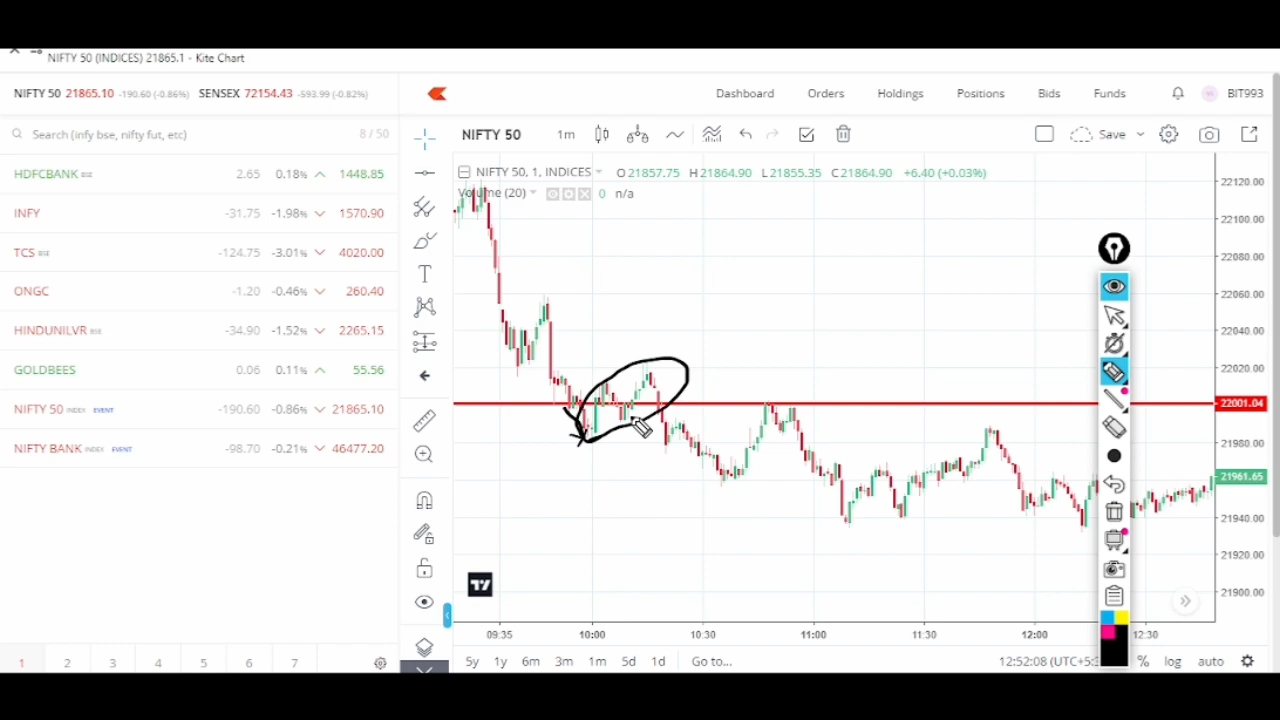 NIFTY 50 (INDICES) 21865.1 - Kite Chart
NIFTY 50 21865.10 -190.60 (-0.86%) SENSEX 72154.43 -593.99 (-0.82%)
Dashboard Orders Holdings Positions Bids Funds BIT993
Search (infy bse, nifty fut, etc) 8 / 50
NIFTY 50 1m Save
HDFCBANK BSE 2.65 0.18% 1448.85
INFY -31.75 -1.98% 1570.90
TCS BSE -124.75 -3.01% 4020.00
ONGC -1.20 -0.46% 260.40
HINDUNILVR BSE -34.90 -1.52% 2265.15
GOLDBEES 0.06 0.11% 55.56
NIFTY 50 INDEX EVENT -190.60 -0.86% 21865.10
NIFTY BANK INDEX EVENT -98.70 -0.21% 46477.20
1 2 3 4 5 6 7
NIFTY 50, 1, INDICES O 21857.75 H 21864.90 L 21855.35 C 21864.90 +6.40 (+0.03%)
Volume (20) 0 n/a
22120.00
22100.00
22080.00
22060.00
22040.00
22020.00
22001.04
21980.00
21961.65
21940.00
21920.00
21900.00
09:35 10:00 10:30 11:00 11:30 12:00 12:30
5y 1y 6m 3m 1m 5d 1d Go to... 12:52:08 % log auto